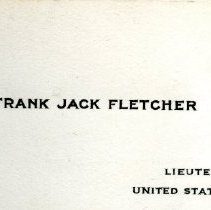 FRANK JACK FLETCHER
LIEUTE
UNITED STAT